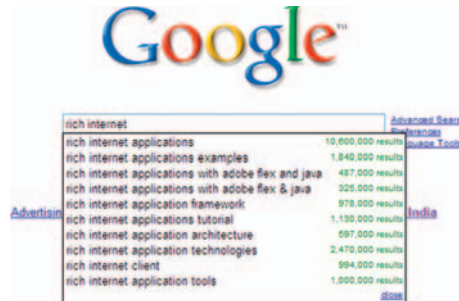 Google™
rich internet
Advanced Sear
Preferences
guage Tools
rich internet applications 10,600,000 results
rich internet applications examples 1,840,000 results
rich internet applications with adobe flex and java 487,000 results
rich internet applications with adobe flex & java 326,000 results
rich internet application framework 978,000 results
rich internet applications tutorial 1,130,000 results
rich internet application architecture 597,000 results
rich internet application technologies 2,470,000 results
rich internet client 994,000 results
rich internet application tools 1,000,000 results
close
Advertisin India